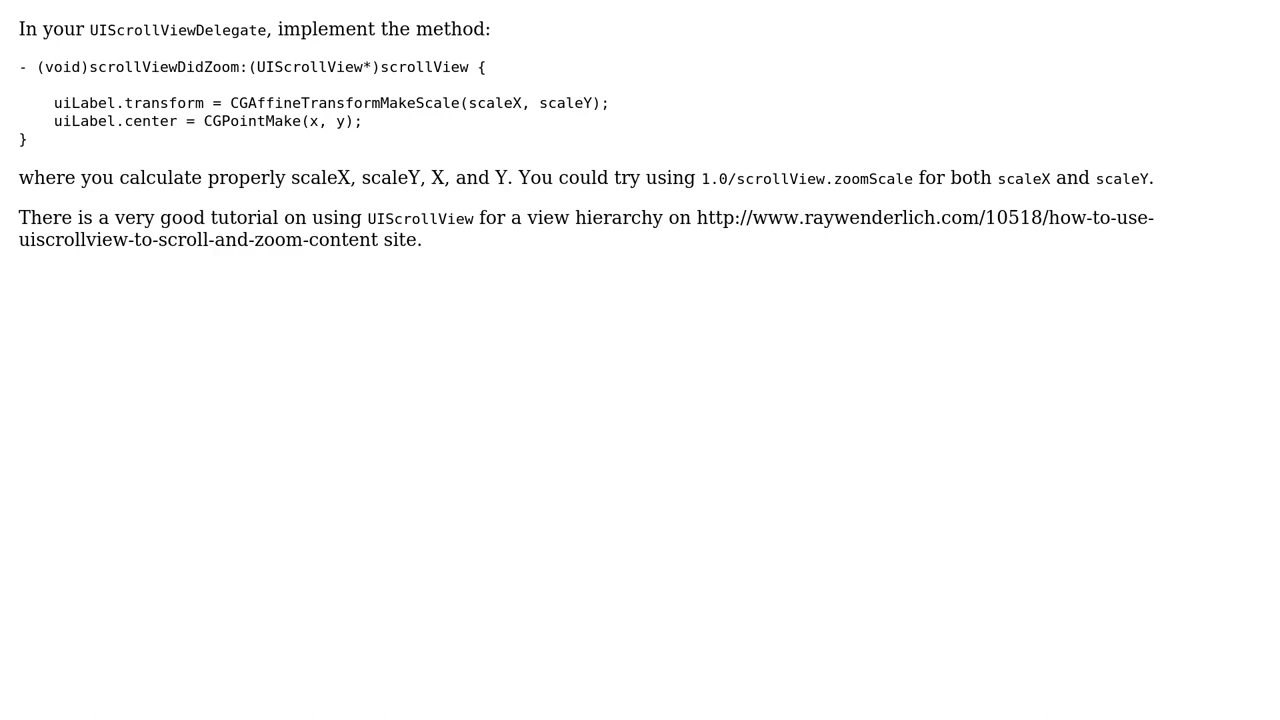 In your UIScrollViewDelegate, implement the method:
- (void)scrollViewDidZoom:(UIScrollView*)scrollView {
    uiLabel.transform = CGAffineTransformMakeScale(scaleX, scaleY);
    uiLabel.center = CGPointMake(x, y);
}
where you calculate properly scaleX, scaleY, X, and Y. You could try using 1.0/scrollView.zoomScale for both scaleX and scaleY.
There is a very good tutorial on using UIScrollView for a view hierarchy on http://www.raywenderlich.com/10518/how-to-use-
uiscrollview-to-scroll-and-zoom-content site.